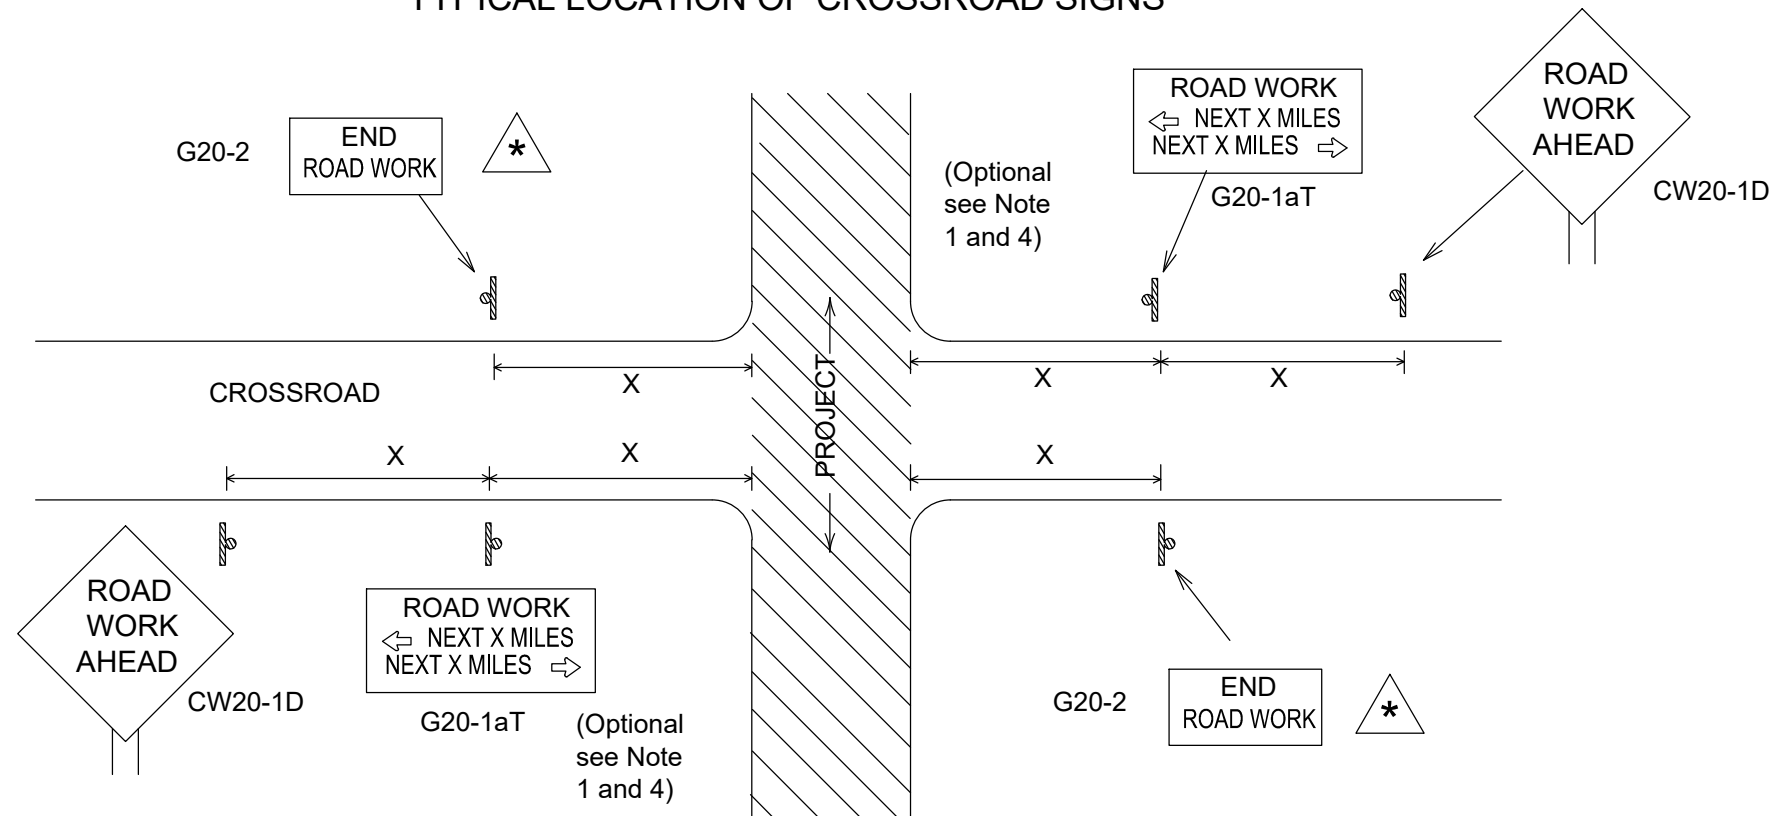 TYPICAL LOCATION OF CROSSROAD SIGNS
G20-2
END
ROAD WORK
*
(Optional
see Note
1 and 4)
ROAD WORK
⇦ NEXT X MILES
NEXT X MILES ⇨
G20-1aT
ROAD
WORK
AHEAD
CW20-1D
CROSSROAD
X
X
X
PROJECT
X
X
X
ROAD
WORK
AHEAD
CW20-1D
ROAD WORK
⇦ NEXT X MILES
NEXT X MILES ⇨
G20-1aT
(Optional
see Note
1 and 4)
G20-2
END
ROAD WORK
*